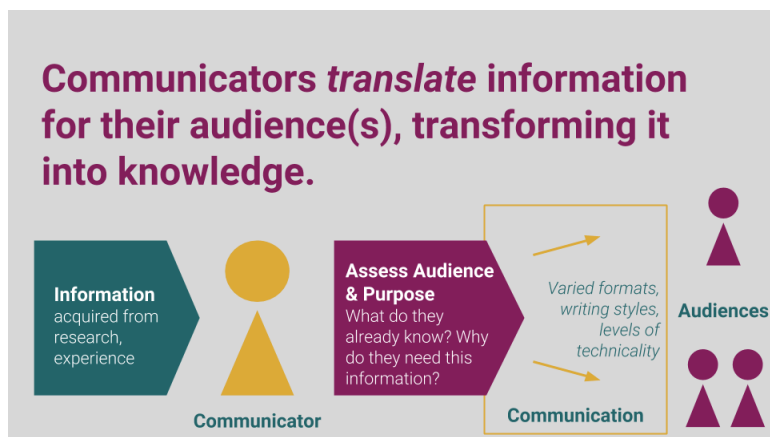 Communicators translate information
for their audience(s), transforming it
into knowledge.
Information
acquired from
research,
experience
Communicator
Assess Audience
& Purpose
What do they
already know? Why
do they need this
information?
Varied formats,
writing styles,
levels of
technicality
Communication
Audiences